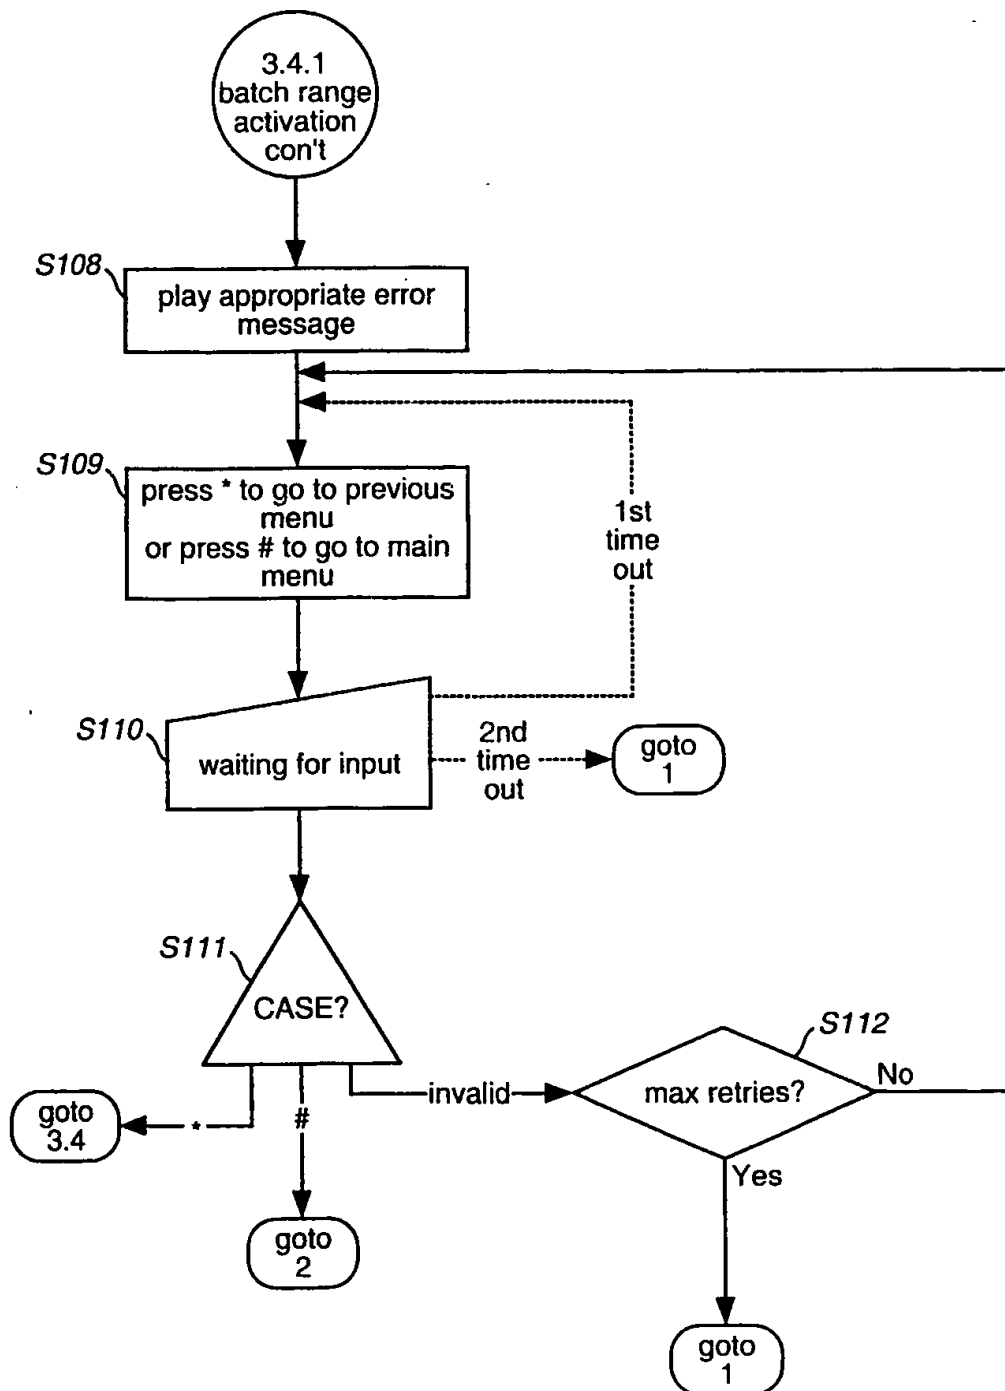 3.4.1
batch range
activation
con't
S108
play appropriate error
message
S109
press * to go to previous
menu
or press # to go to main
menu
1st
time
out
S110
waiting for input
2nd
time
out
goto
1
S111
CASE?
S112
max retries?
No
invalid
goto
3.4
*
#
Yes
goto
2
goto
1